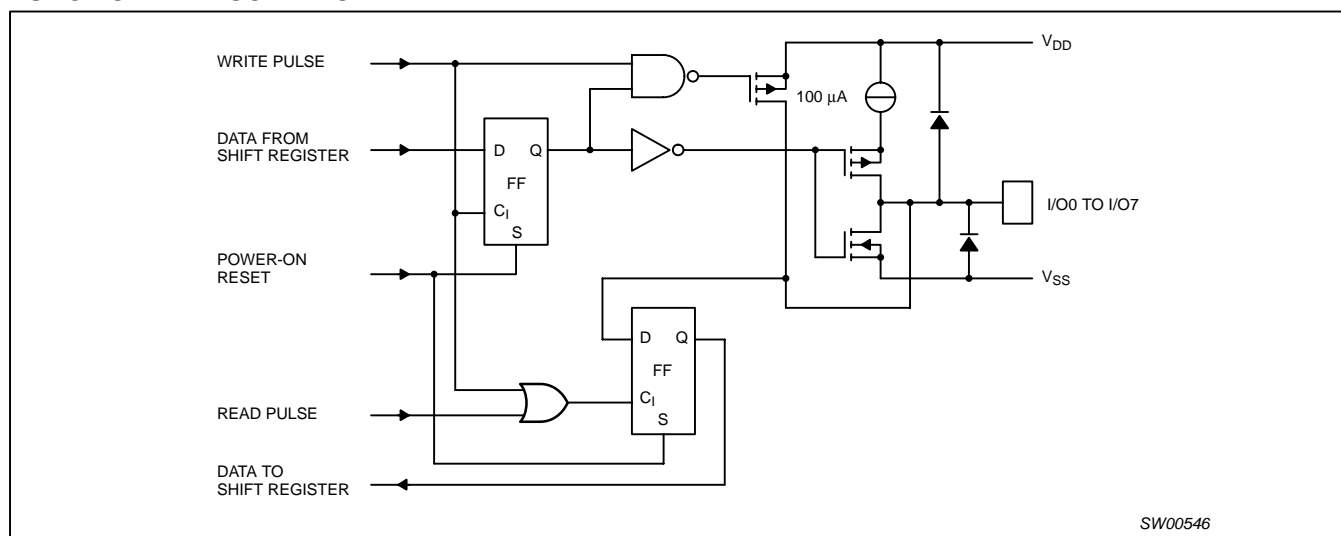 WRITE PULSE
V_DD
100 μA
DATA FROM
SHIFT REGISTER
D Q
FF
C_I
S
I/O0 TO I/O7
POWER-ON
RESET
V_SS
D Q
FF
C_I
S
READ PULSE
DATA TO
SHIFT REGISTER
SW00546